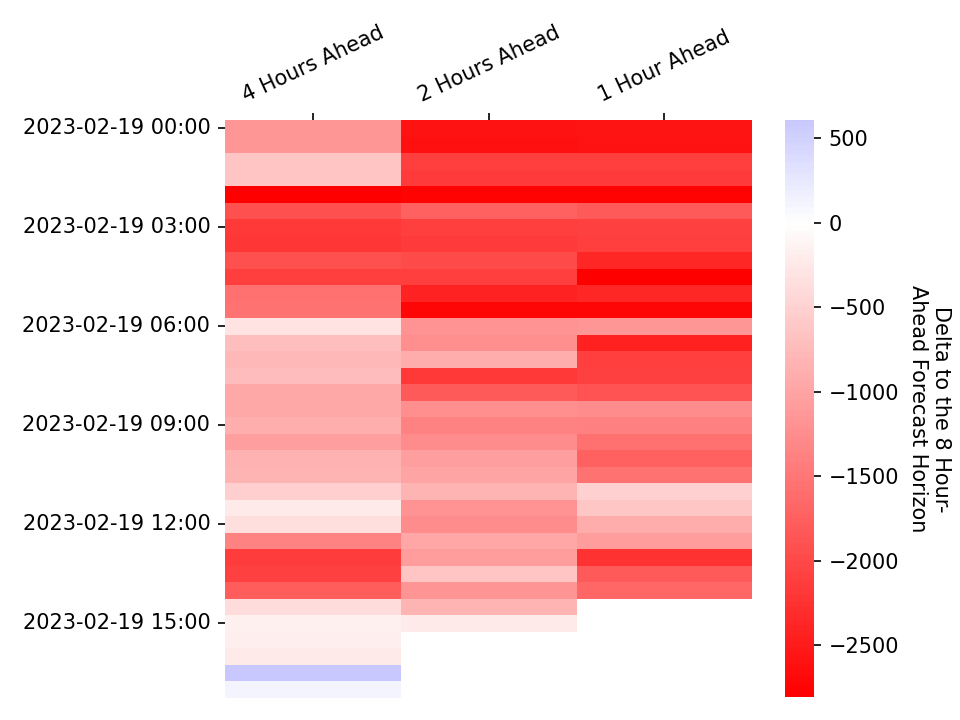 4 Hours Ahead
2 Hours Ahead
1 Hour Ahead
2023-02-19 00:00
2023-02-19 03:00
2023-02-19 06:00
2023-02-19 09:00
2023-02-19 12:00
2023-02-19 15:00
500
0
−500
−1000
−1500
−2000
−2500
Delta to the 8 Hour-
Ahead Forecast Horizon